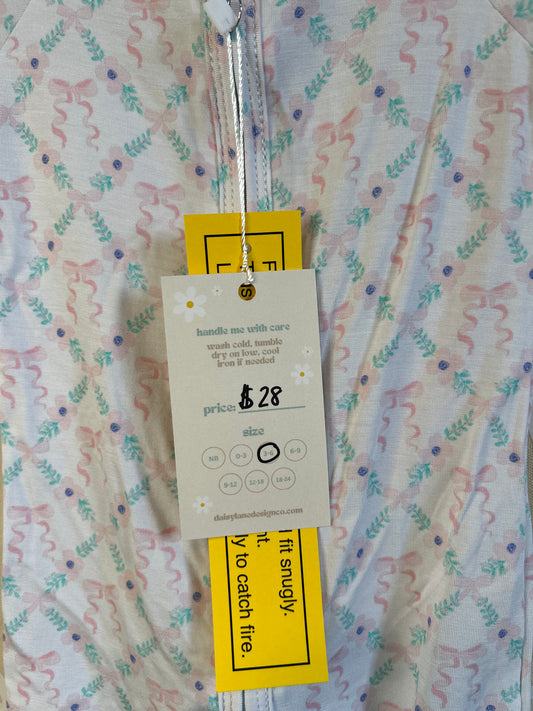 handle me with care
wash cold, tumble
dry on low, cool
iron if needed
price: $28
size
NB 0-3 3-6 6-9
9-12 12-18 18-24
daisylanedesignco.com
fit snugly.
to catch fire.